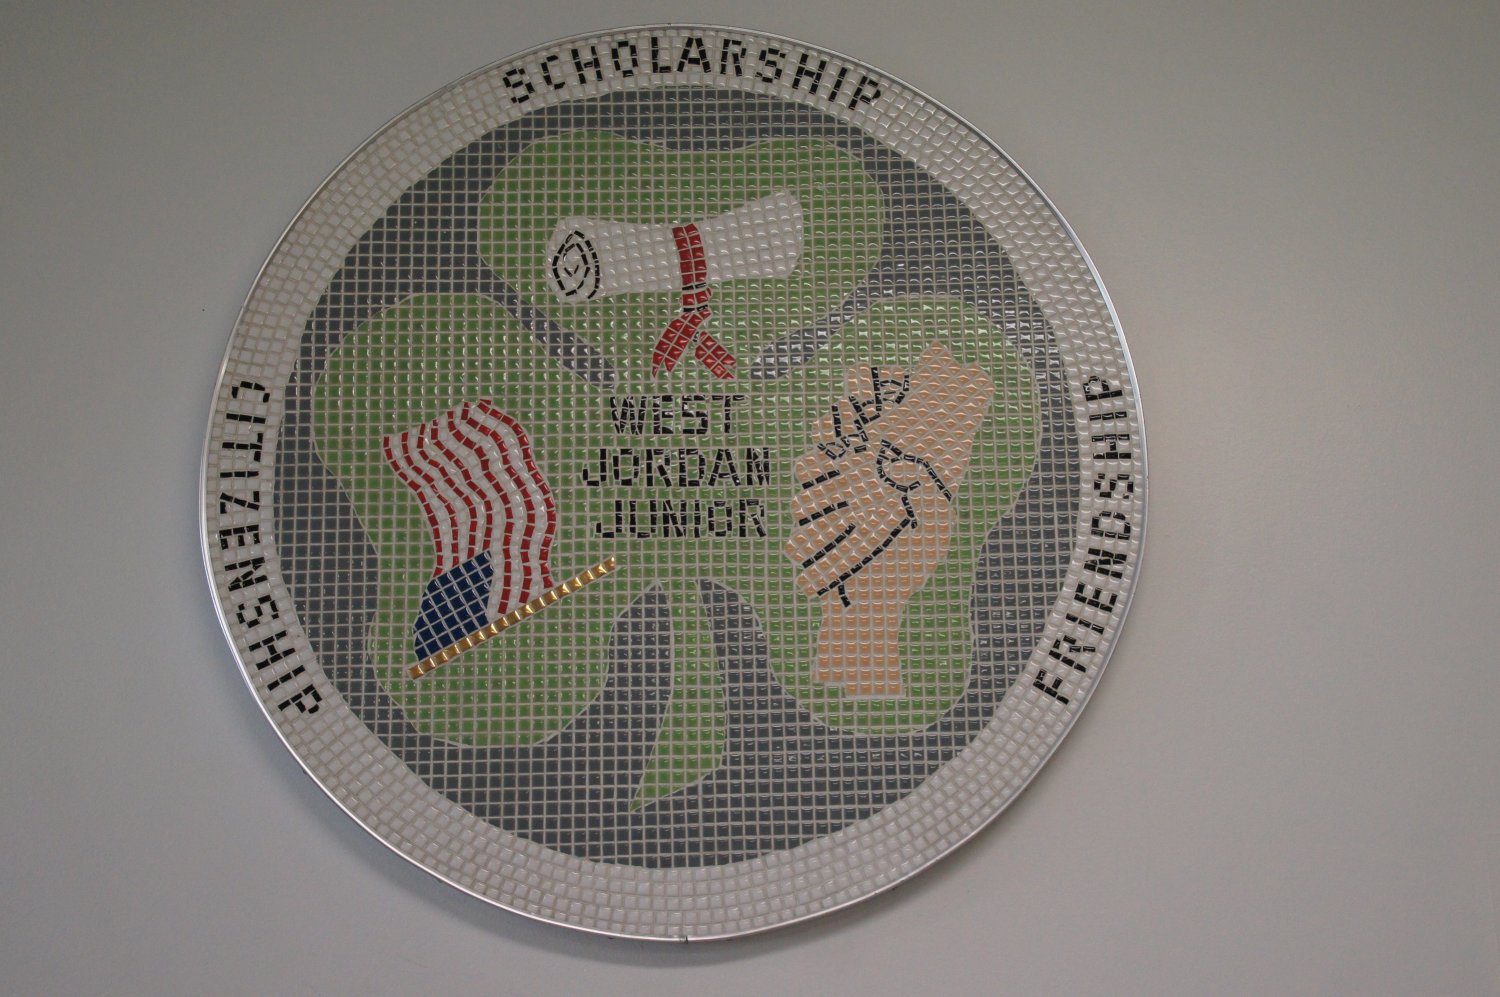 SCHOLARSHIP
CITIZENSHIP
FRIENDSHIP
WEST
JORDAN
JUNIOR